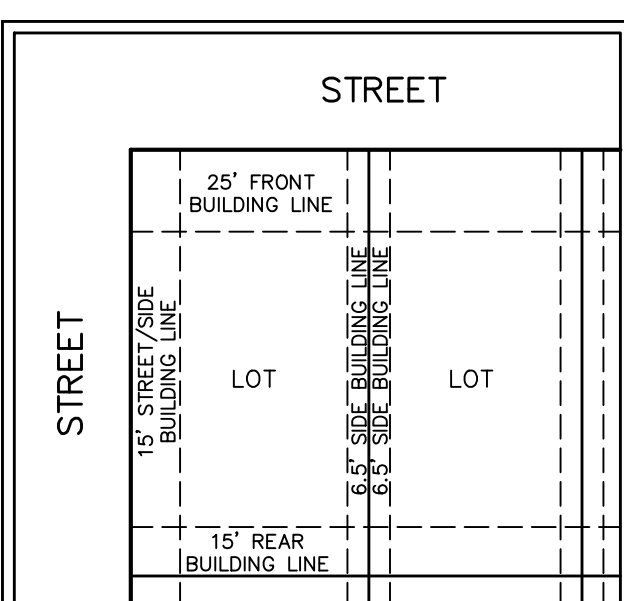 STREET
25' FRONT
BUILDING LINE
STREET
15' STREET/SIDE
BUILDING LINE
LOT
6.5' SIDE BUILDING LINE
6.5' SIDE BUILDING LINE
LOT
15' REAR
BUILDING LINE